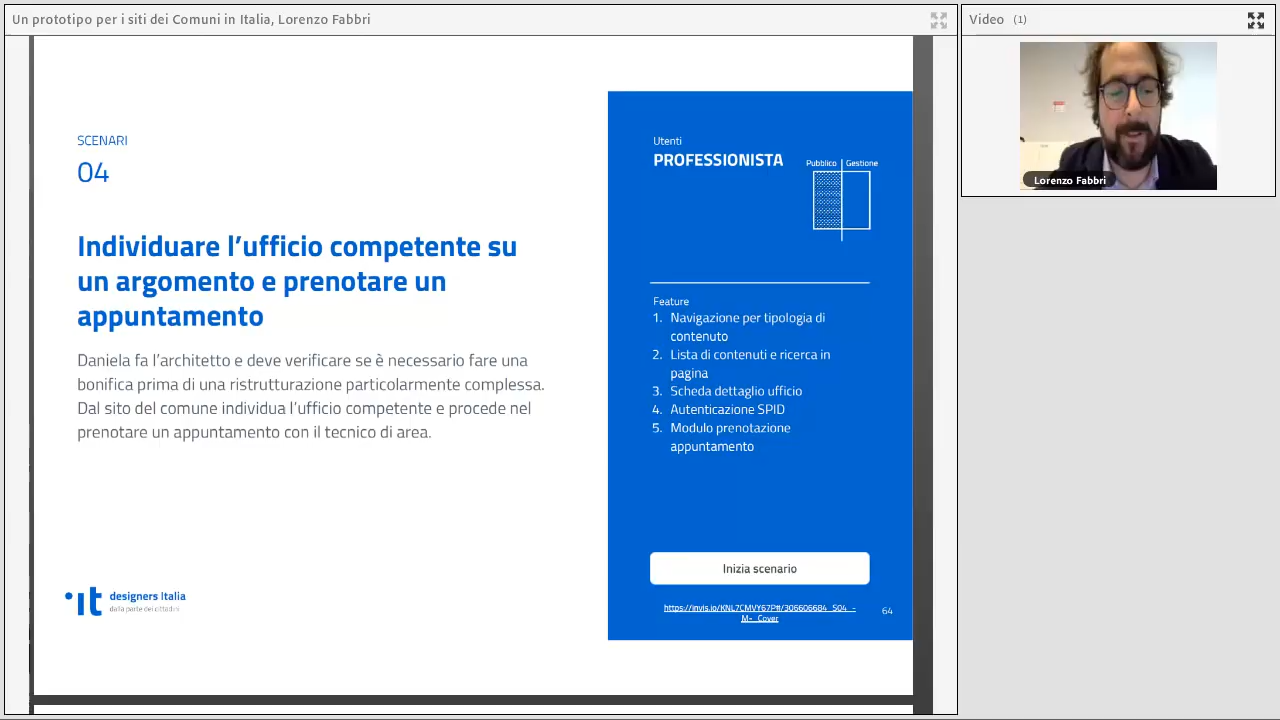 Un prototipo per i siti dei Comuni in Italia, Lorenzo Fabbri
Video (1)
Lorenzo Fabbri
SCENARI
04
Individuare l’ufficio competente su
un argomento e prenotare un
appuntamento
Daniela fa l’architetto e deve verificare se è necessario fare una
bonifica prima di una ristrutturazione particolarmente complessa.
Dal sito del comune individua l’ufficio competente e procede nel
prenotare un appuntamento con il tecnico di area.
.it designers Italia
dalla parte dei cittadini
Utenti
PROFESSIONISTA
Pubblico Gestione
Feature
1. Navigazione per tipologia di
contenuto
2. Lista di contenuti e ricerca in
pagina
3. Scheda dettaglio ufficio
4. Autenticazione SPID
5. Modulo prenotazione
appuntamento
Inizia scenario
M-_Cover
64